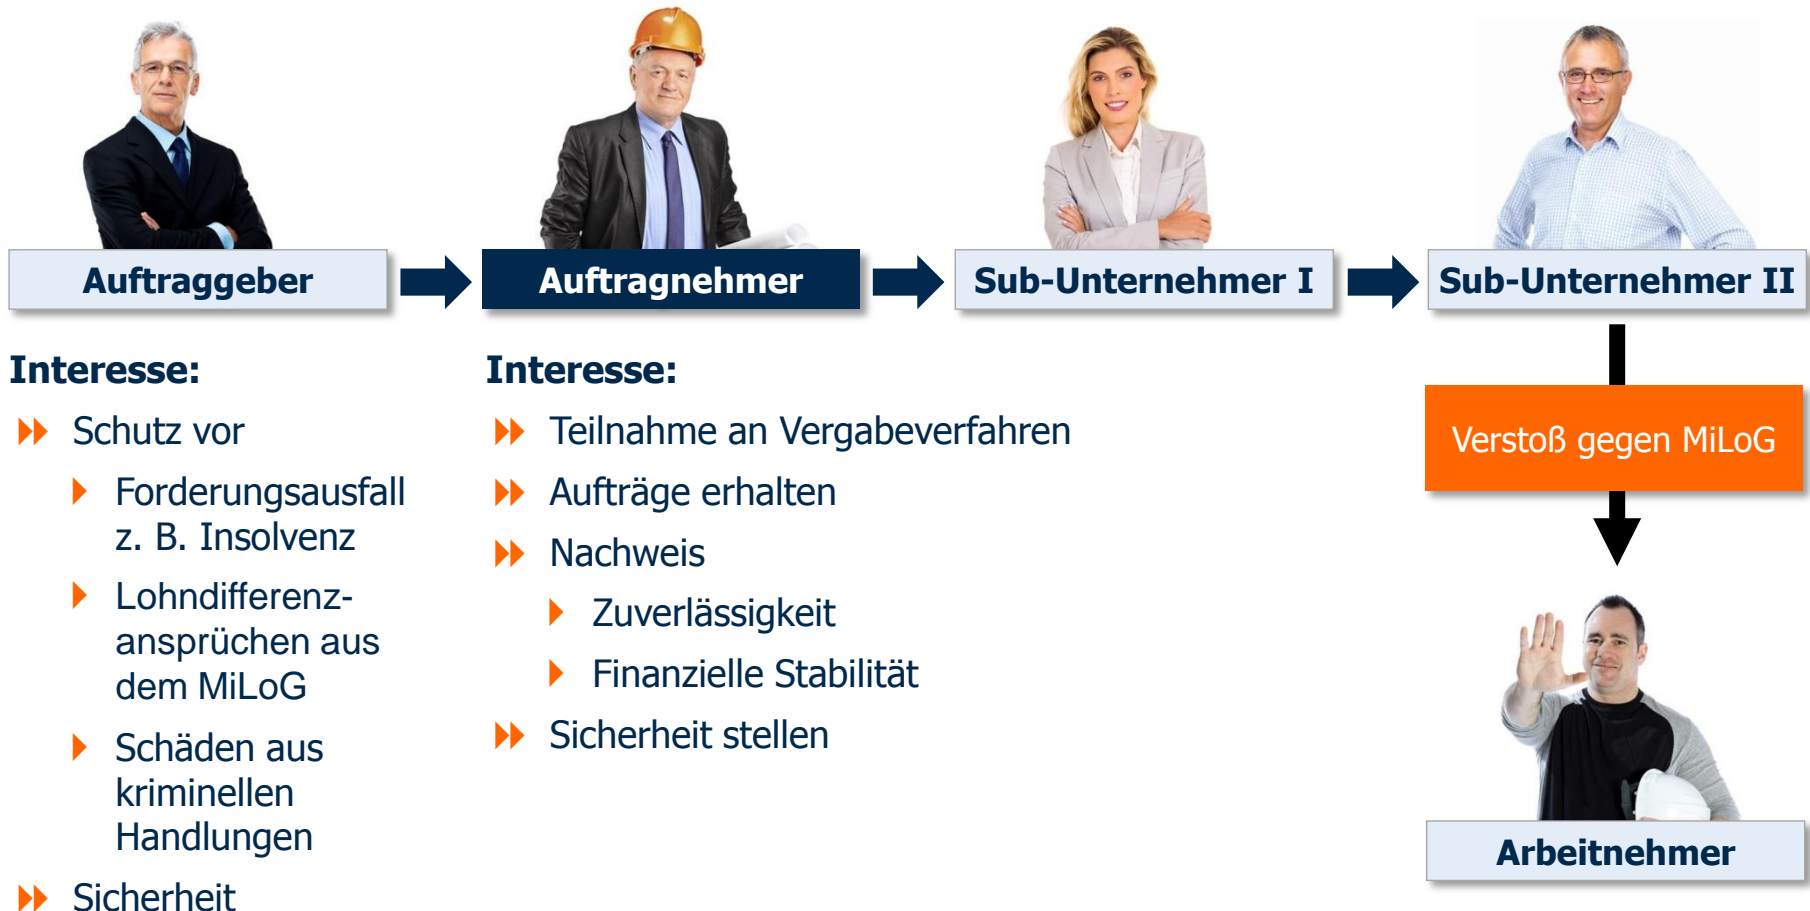 Auftraggeber
Auftragnehmer
Sub-Unternehmer I
Sub-Unternehmer II
Interesse:
Schutz vor
Forderungsausfall
z. B. Insolvenz
Lohndifferenz-
ansprüchen aus
dem MiLoG
Schäden aus
kriminellen
Handlungen
Sicherheit
Interesse:
Teilnahme an Vergabeverfahren
Aufträge erhalten
Nachweis
Zuverlässigkeit
Finanzielle Stabilität
Sicherheit stellen
Verstoß gegen MiLoG
Arbeitnehmer